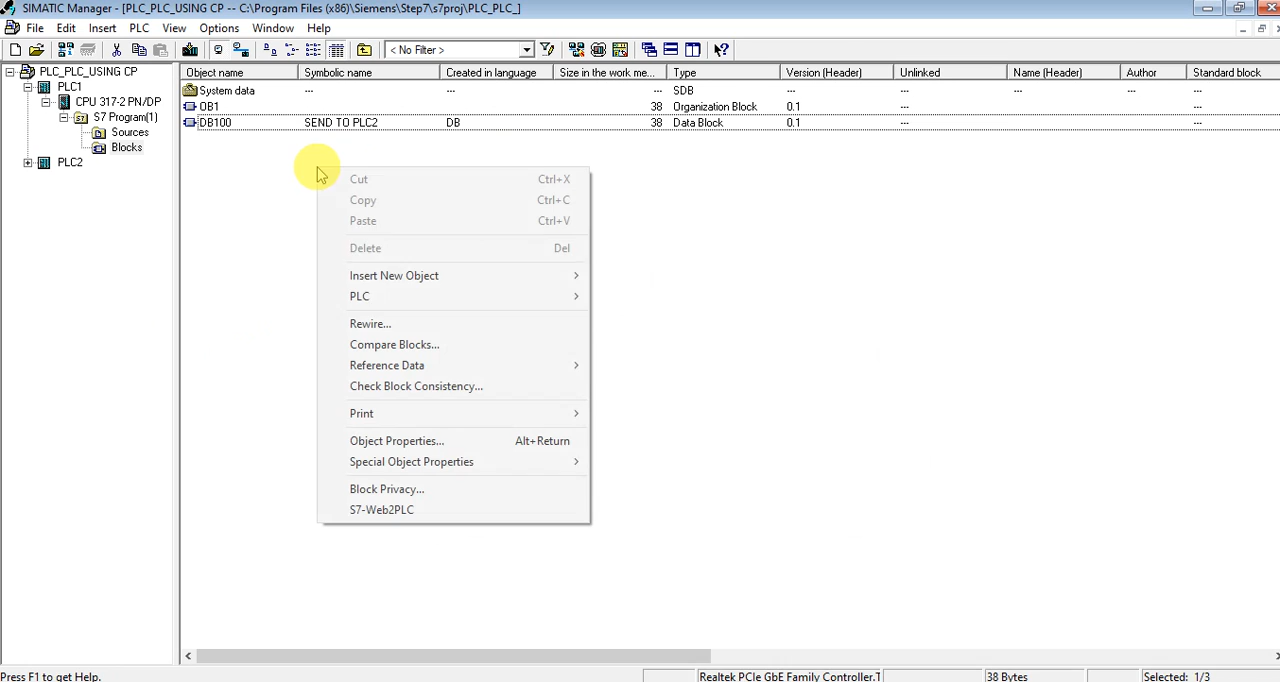 SIMATIC Manager - [PLC_PLC_USING CP -- C:\Program Files (x86)\Siemens\Step7\s7proj\PLC_PLC_]
File Edit Insert PLC View Options Window Help
< No Filter >
PLC_PLC_USING CP
PLC1
CPU 317-2 PN/DP
S7 Program(1)
Sources
Blocks
PLC2
Object name Symbolic name Created in language Size in the work me... Type Version (Header) Unlinked Name (Header) Author Standard block
System data --- --- --- SDB --- --- --- --- ---
OB1 38 Organization Block 0.1 ---
DB100 SEND TO PLC2 DB 38 Data Block 0.1 --- ---
Cut Ctrl+X
Copy Ctrl+C
Paste Ctrl+V
Delete Del
Insert New Object
PLC
Rewire...
Compare Blocks...
Reference Data
Check Block Consistency...
Print
Object Properties... Alt+Return
Special Object Properties
Block Privacy...
S7-Web2PLC
Press F1 to get Help. Realtek PCIe GbE Family Controller.T 38 Bytes Selected: 1/3